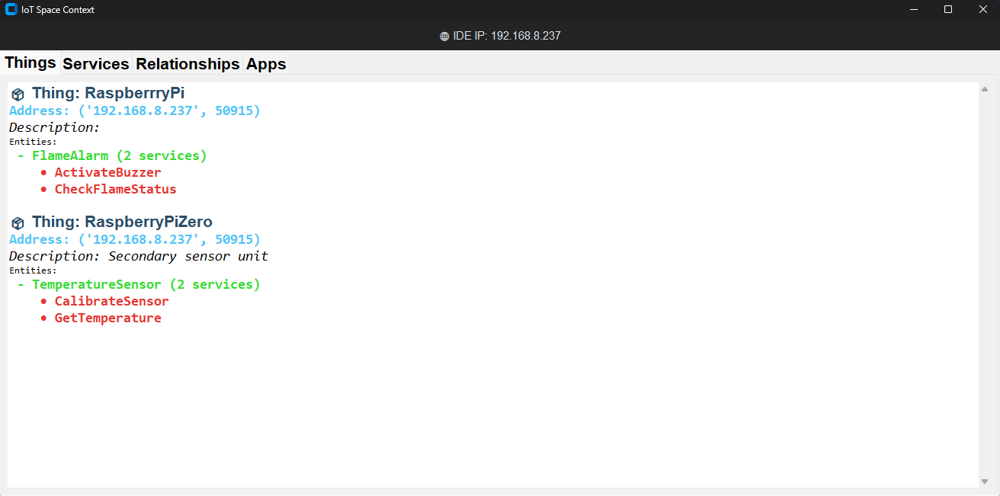 IoT Space Context
IDE IP: 192.168.8.237
Things Services Relationships Apps
Thing: RaspberrryPi
Address: ('192.168.8.237', 50915)
Description:
Entities:
- FlameAlarm (2 services)
• ActivateBuzzer
• CheckFlameStatus
Thing: RaspberryPiZero
Address: ('192.168.8.237', 50915)
Description: Secondary sensor unit
Entities:
- TemperatureSensor (2 services)
• CalibrateSensor
• GetTemperature